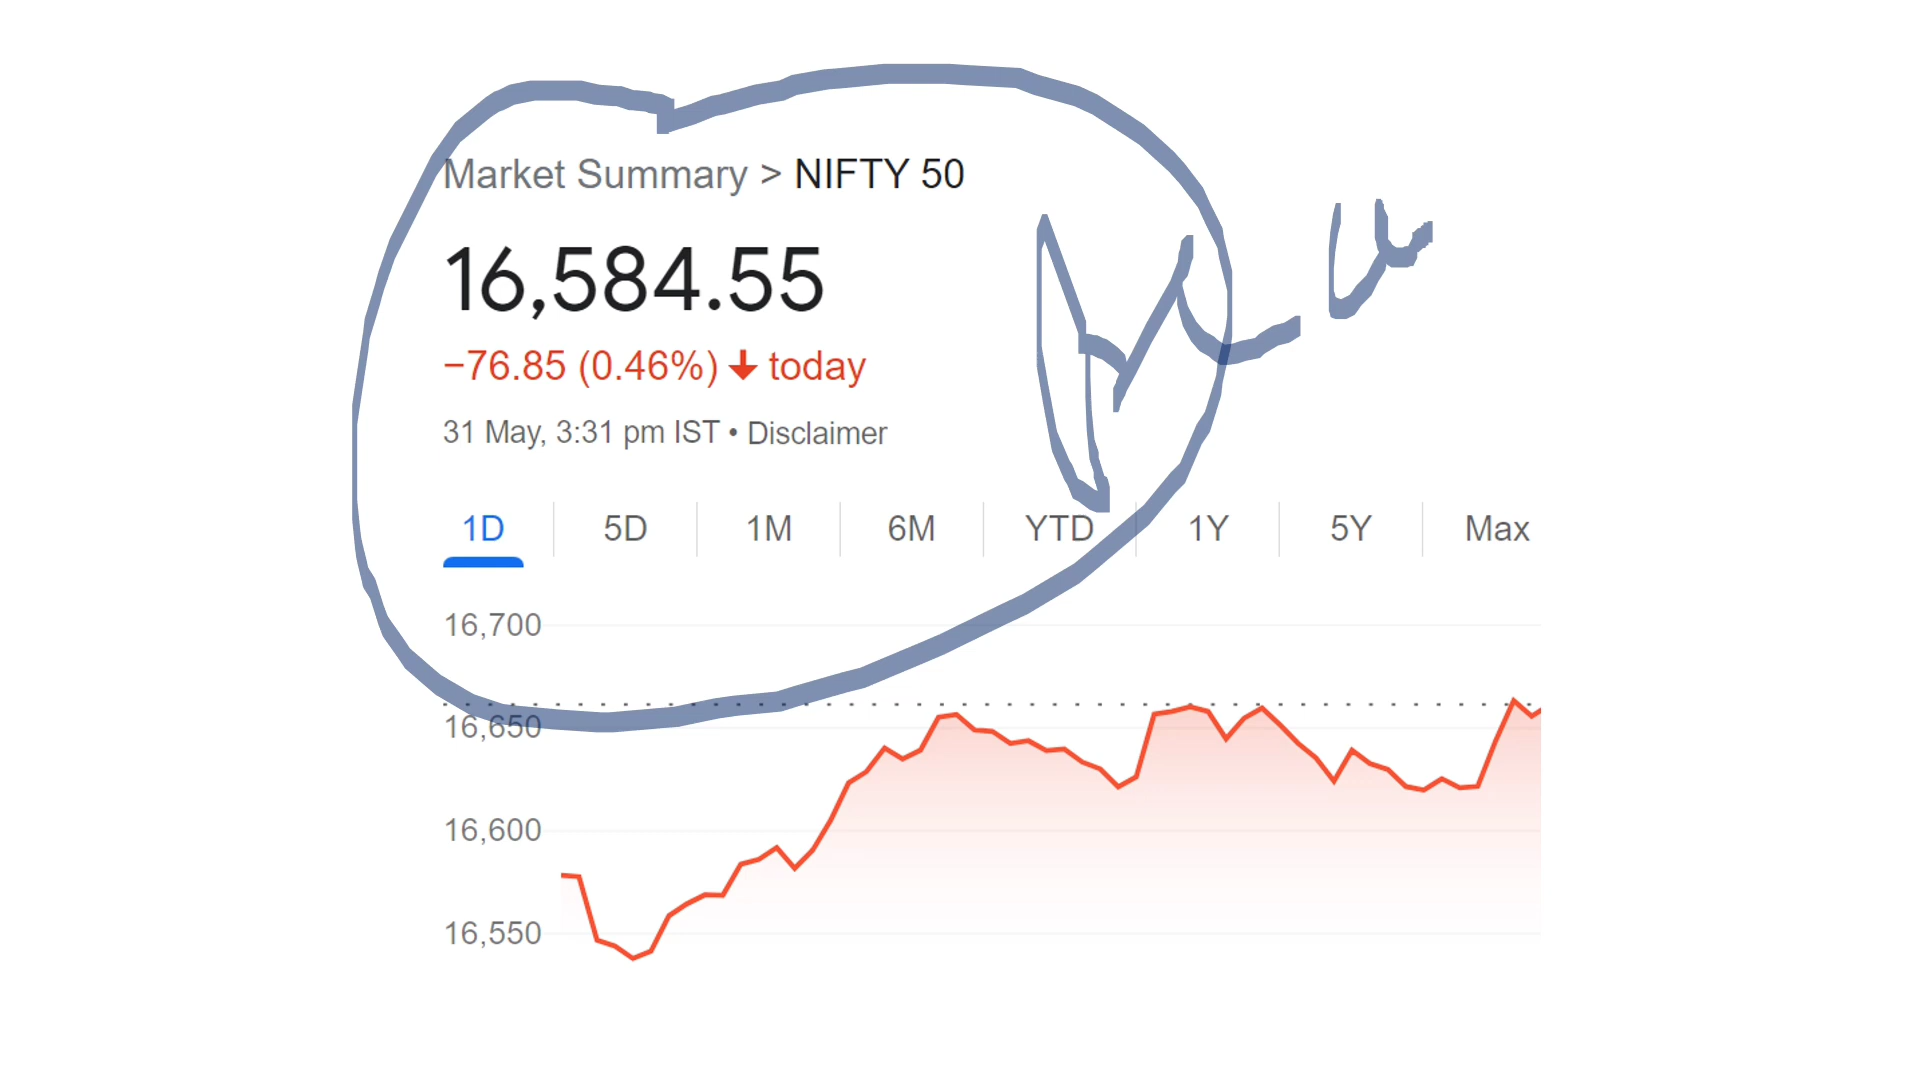 Market Summary > NIFTY 50
16,584.55
−76.85 (0.46%) ↓ today
31 May, 3:31 pm IST • Disclaimer
1D 5D 1M 6M YTD 1Y 5Y Max
16,700
16,650
16,600
16,550